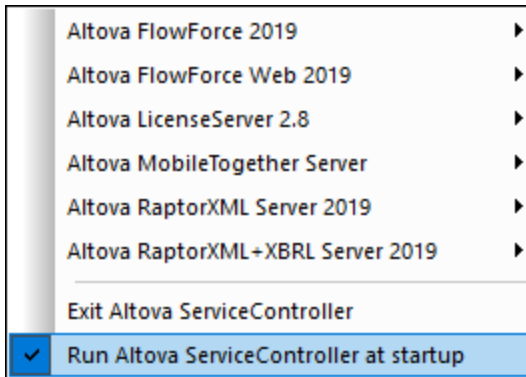 Altova FlowForce 2019
Altova FlowForce Web 2019
Altova LicenseServer 2.8
Altova MobileTogether Server
Altova RaptorXML Server 2019
Altova RaptorXML+XBRL Server 2019
Exit Altova ServiceController
Run Altova ServiceController at startup